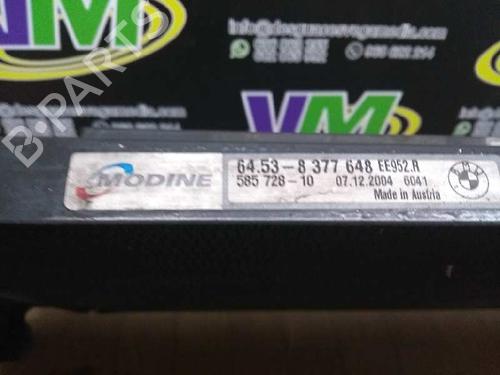 VM
B-PARTS
VM
MODINE
64.53-8 377 648 EE952.R
585 728-10 07.12.2004 6041
Made in Austria
BMW